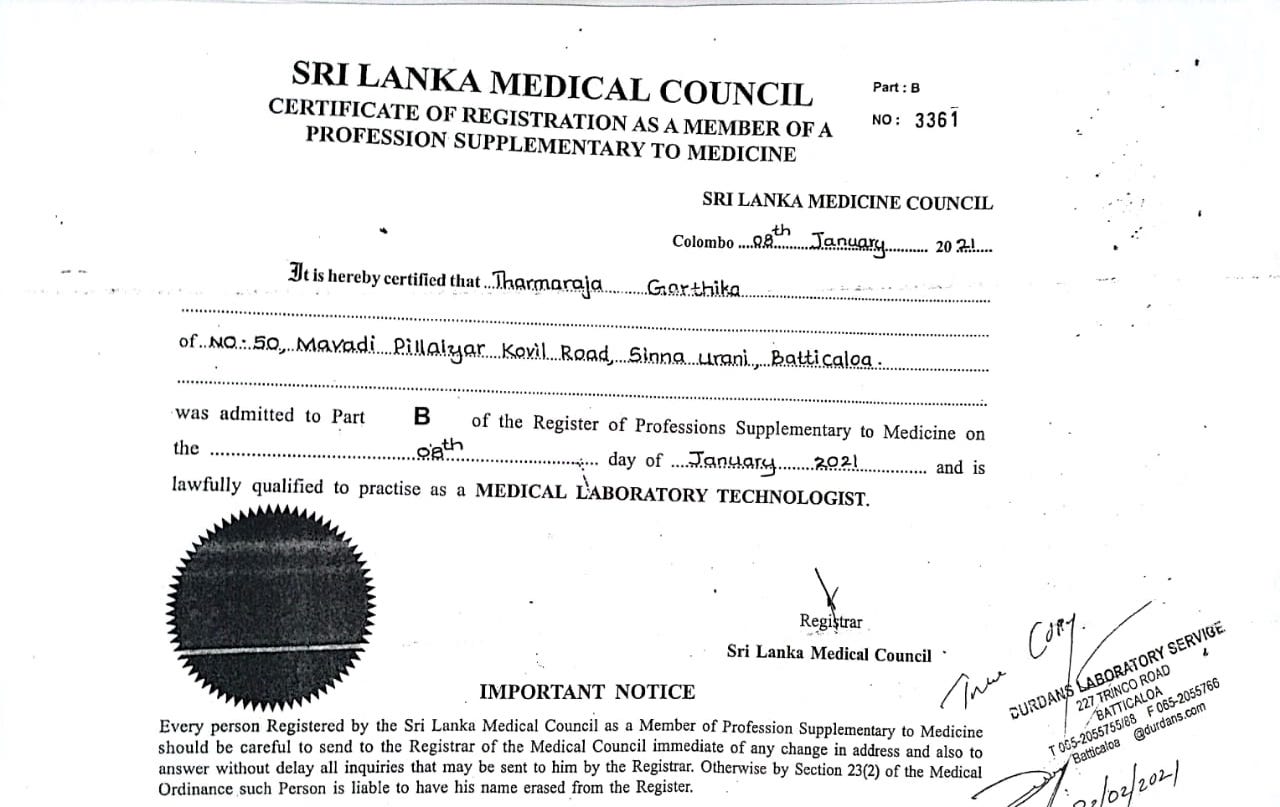 SRI LANKA MEDICAL COUNCIL
CERTIFICATE OF REGISTRATION AS A MEMBER OF A
PROFESSION SUPPLEMENTARY TO MEDICINE
Part : B
NO : 3361
SRI LANKA MEDICINE COUNCIL
Colombo 08th January 2021
It is hereby certified that Tharmaraja Garthika
of NO:50, Mavadi Pillaiyar Kovil Road, Sinna Urani, Batticaloa.
was admitted to Part B of the Register of Professions Supplementary to Medicine on
the 08th day of January 2021 and is
lawfully qualified to practise as a MEDICAL LABORATORY TECHNOLOGIST.
Registrar
Sri Lanka Medical Council
True Copy.
DURDANS LABORATORY SERVICE
227 TRINCO ROAD
BATTICALOA
T 065-2055755/66 F 065-2055766
Batticaloa @durdans.com
IMPORTANT NOTICE
Every person Registered by the Sri Lanka Medical Council as a Member of Profession Supplementary to Medicine
should be careful to send to the Registrar of the Medical Council immediate of any change in address and also to
answer without delay all inquiries that may be sent to him by the Registrar. Otherwise by Section 23(2) of the Medical
Ordinance such Person is liable to have his name erased from the Register.